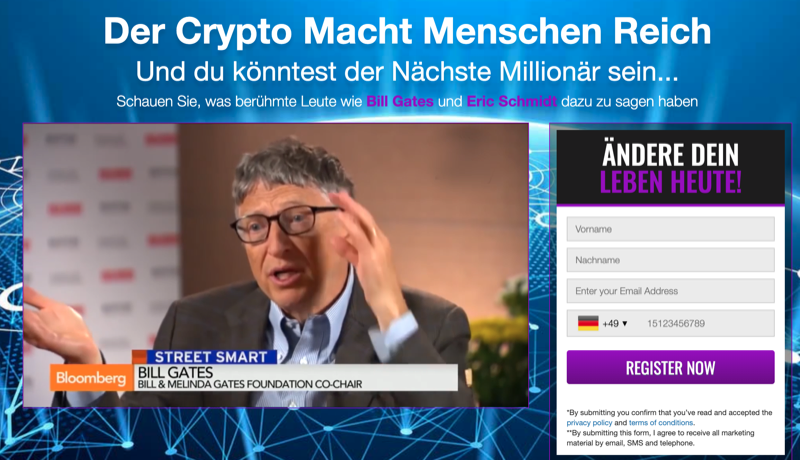 Der Crypto Macht Menschen Reich
Und du könntest der Nächste Millionär sein...
Schauen Sie, was berühmte Leute wie Bill Gates und Eric Schmidt dazu zu sagen haben
STREET SMART
Bloomberg
BILL GATES
BILL & MELINDA GATES FOUNDATION CO-CHAIR
ÄNDERE DEIN
LEBEN HEUTE!
Vorname
Nachname
Enter your Email Address
+49 ▾ 15123456789
REGISTER NOW
*By submitting you confirm that you've read and accepted the
privacy policy and terms of conditions.
**By submitting this form, I agree to receive all marketing
material by email, SMS and telephone.